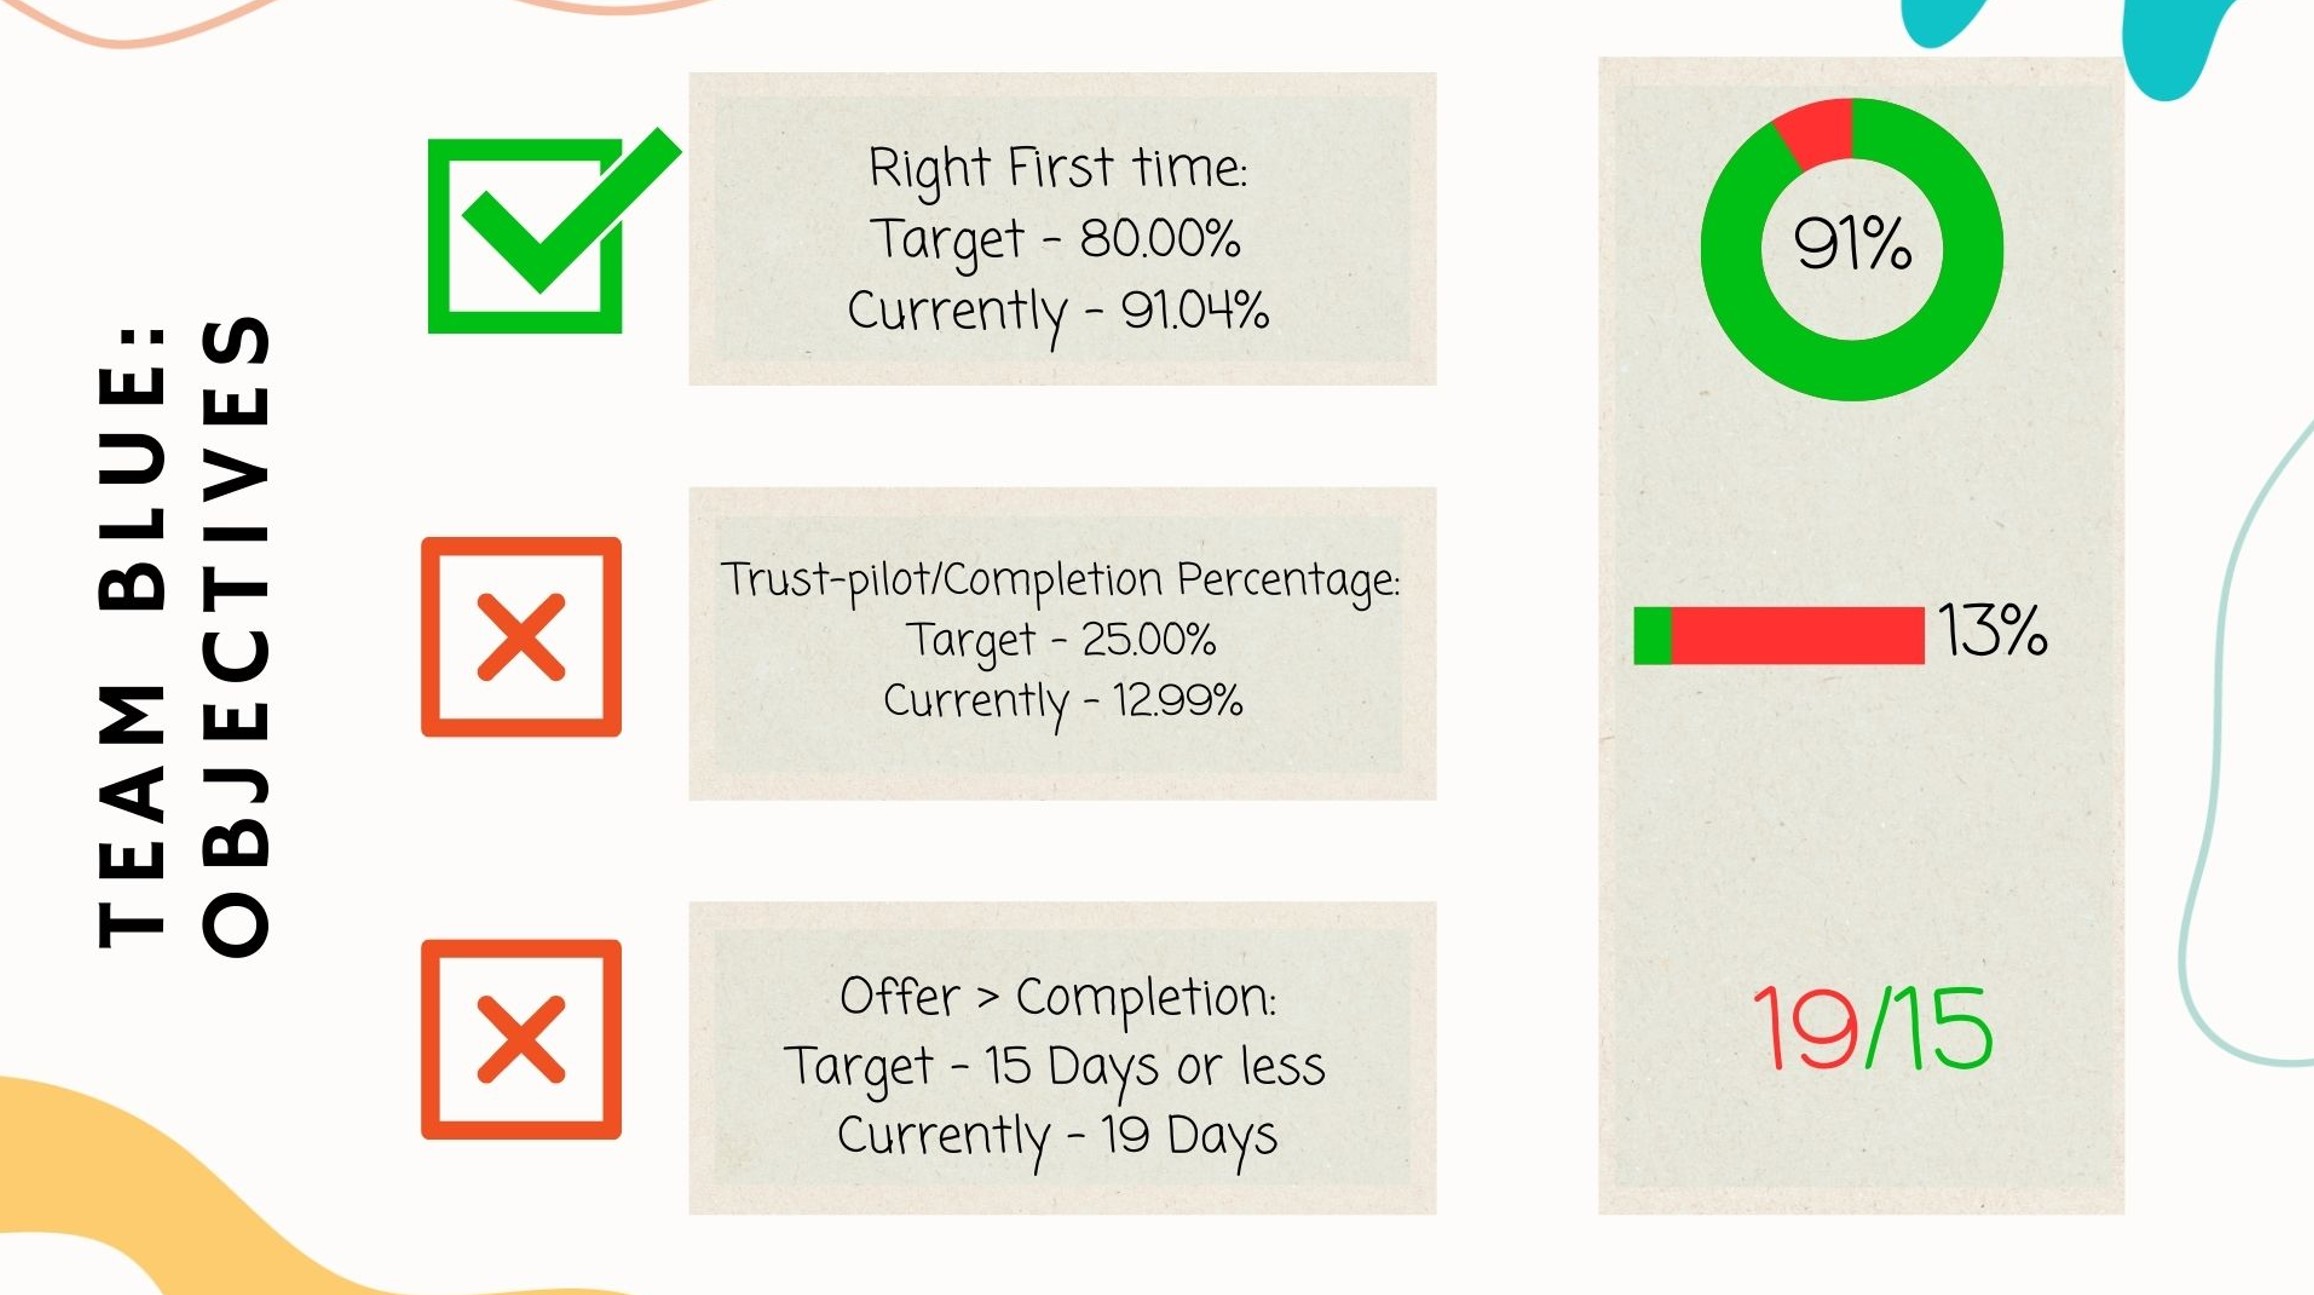 TEAM BLUE:
OBJECTIVES
Right First time:
Target - 80.00%
Currently - 91.04%
91%
Trust-pilot/Completion Percentage:
Target - 25.00%
Currently - 12.99%
13%
Offer > Completion:
Target - 15 Days or less
Currently - 19 Days
19/15